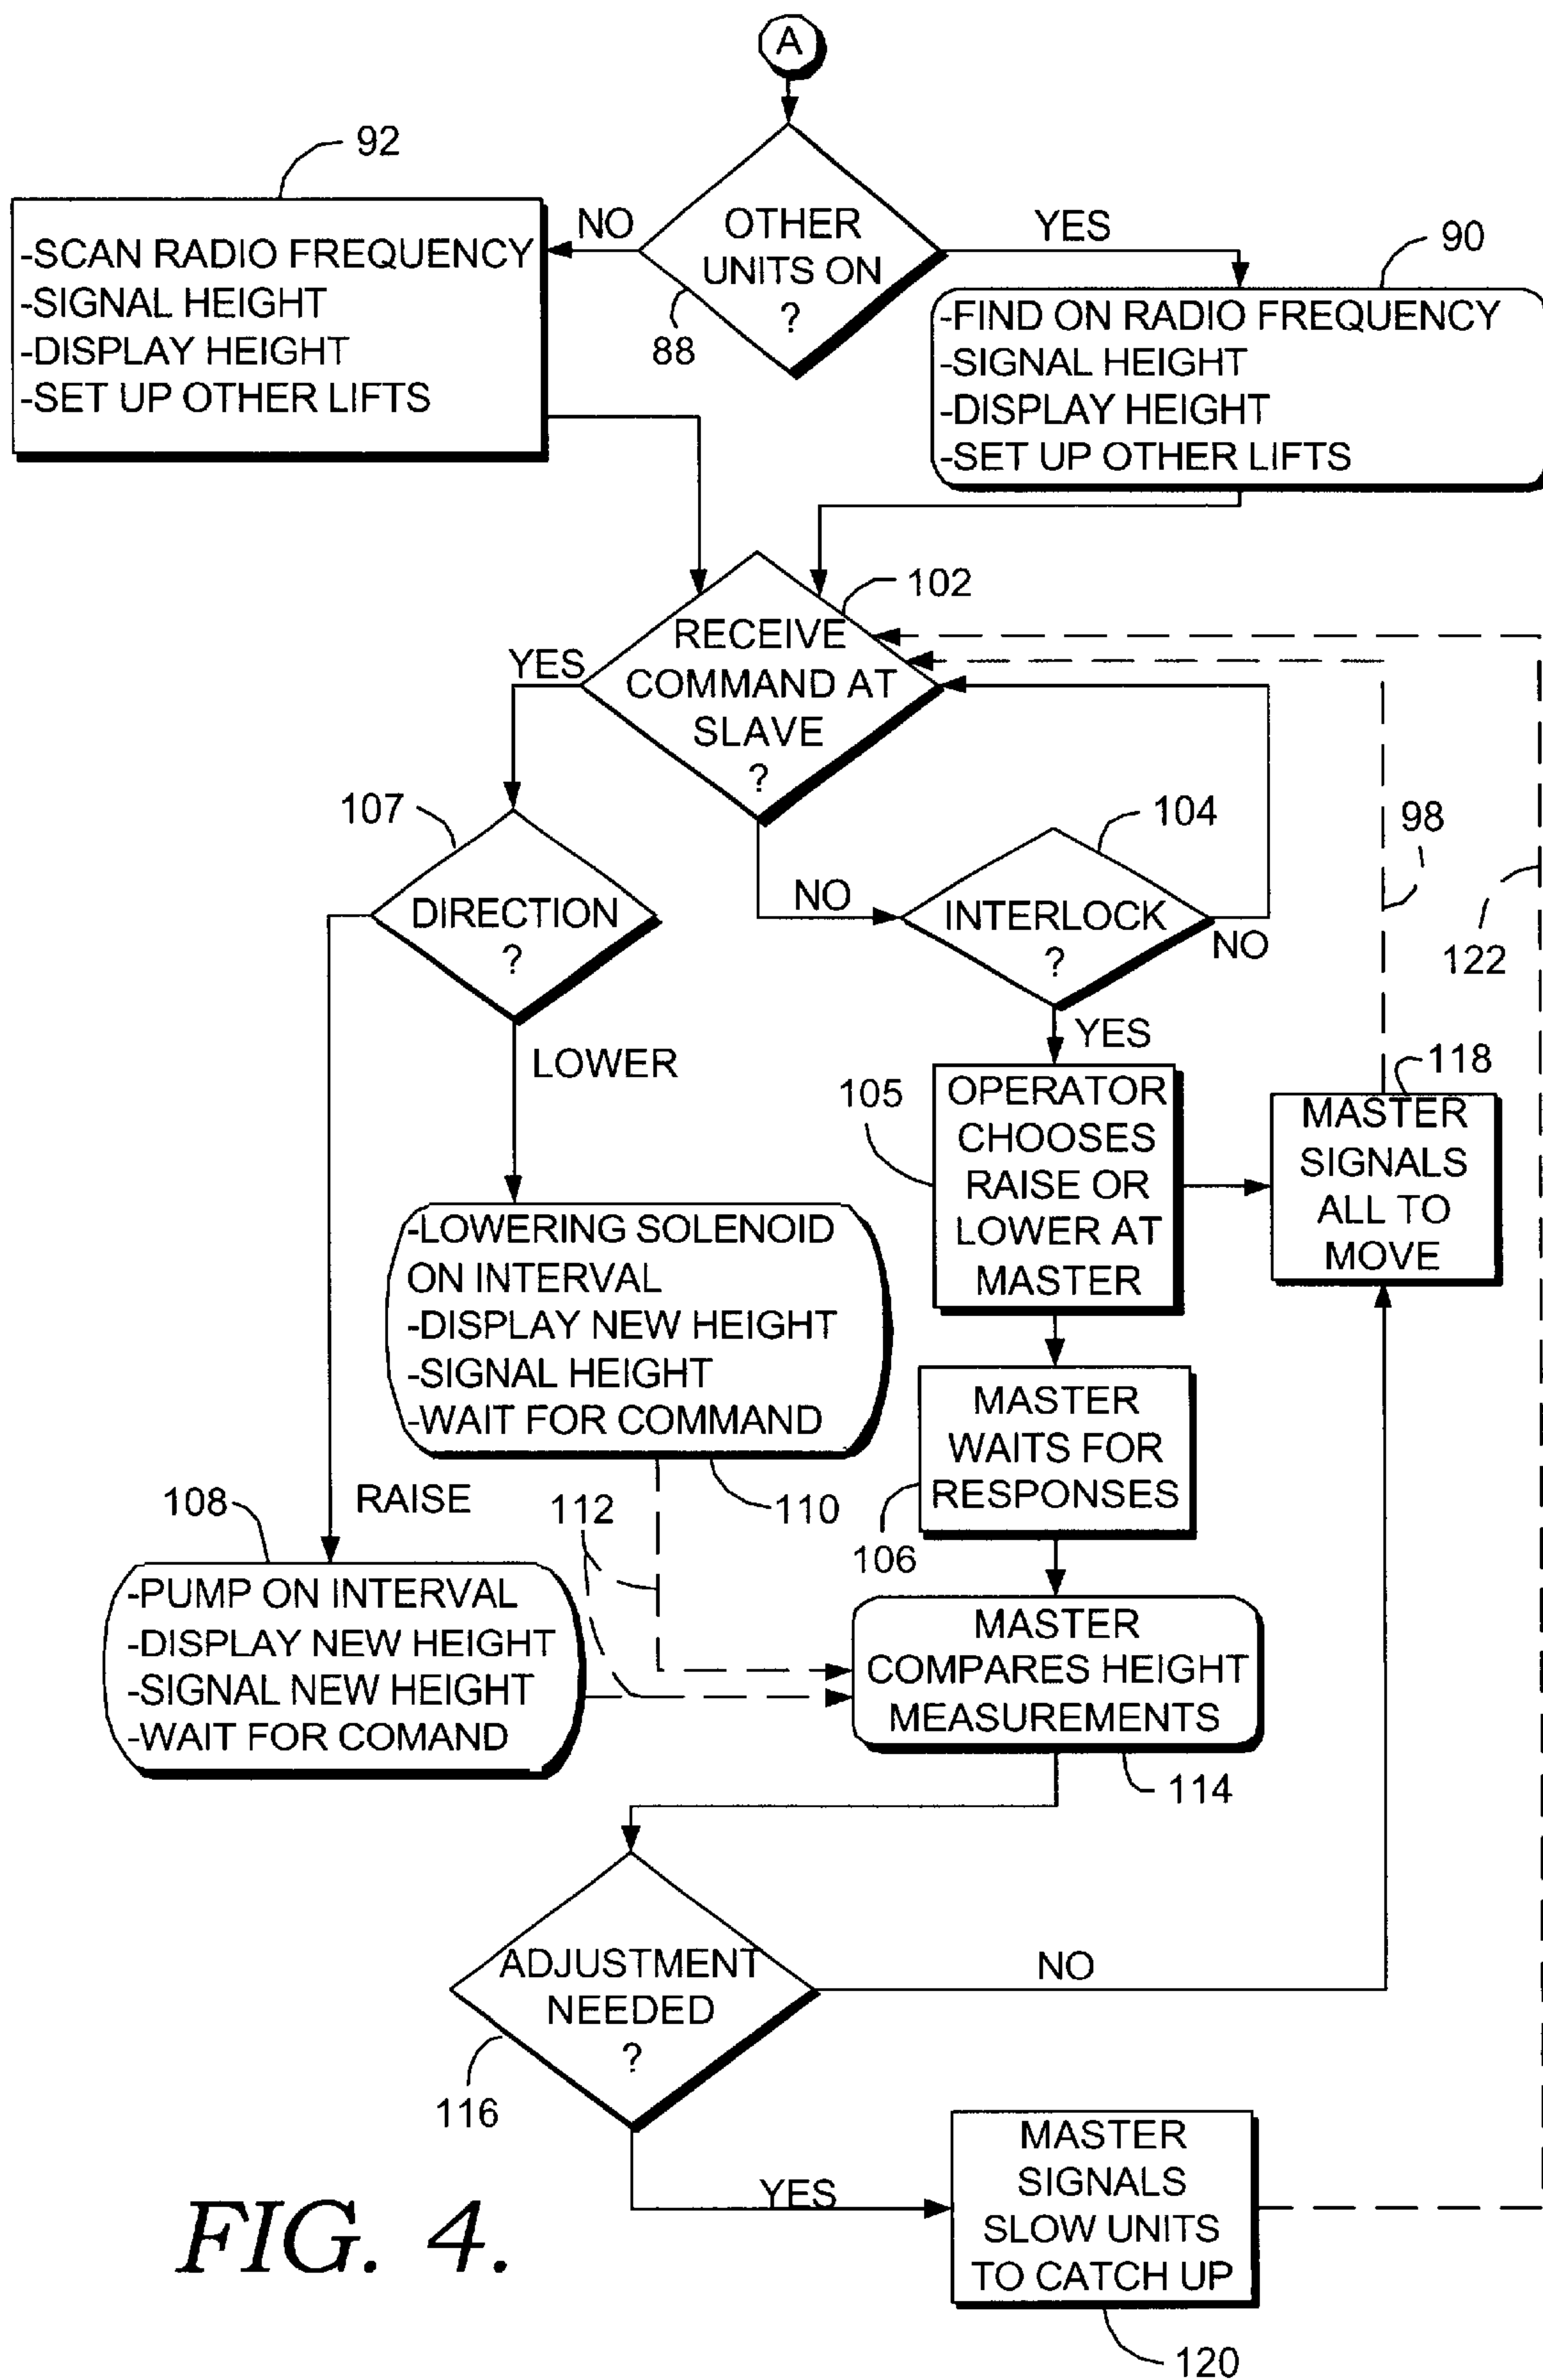 A
92
-SCAN RADIO FREQUENCY
-SIGNAL HEIGHT
-DISPLAY HEIGHT
-SET UP OTHER LIFTS
NO
OTHER
UNITS ON
?
88
YES
90
-FIND ON RADIO FREQUENCY
-SIGNAL HEIGHT
-DISPLAY HEIGHT
-SET UP OTHER LIFTS
102
RECEIVE
COMMAND AT
SLAVE
?
YES
107
DIRECTION
?
NO
104
INTERLOCK
?
NO
98
122
YES
LOWER
105
OPERATOR
CHOOSES
RAISE OR
LOWER AT
MASTER
118
MASTER
SIGNALS
ALL TO
MOVE
-LOWERING SOLENOID
ON INTERVAL
-DISPLAY NEW HEIGHT
-SIGNAL HEIGHT
-WAIT FOR COMMAND
110
MASTER
WAITS FOR
RESPONSES
106
RAISE
108
112
-PUMP ON INTERVAL
-DISPLAY NEW HEIGHT
-SIGNAL NEW HEIGHT
-WAIT FOR COMAND
MASTER
COMPARES HEIGHT
MEASUREMENTS
114
ADJUSTMENT
NEEDED
?
116
NO
YES
MASTER
SIGNALS
SLOW UNITS
TO CATCH UP
120
FIG. 4.